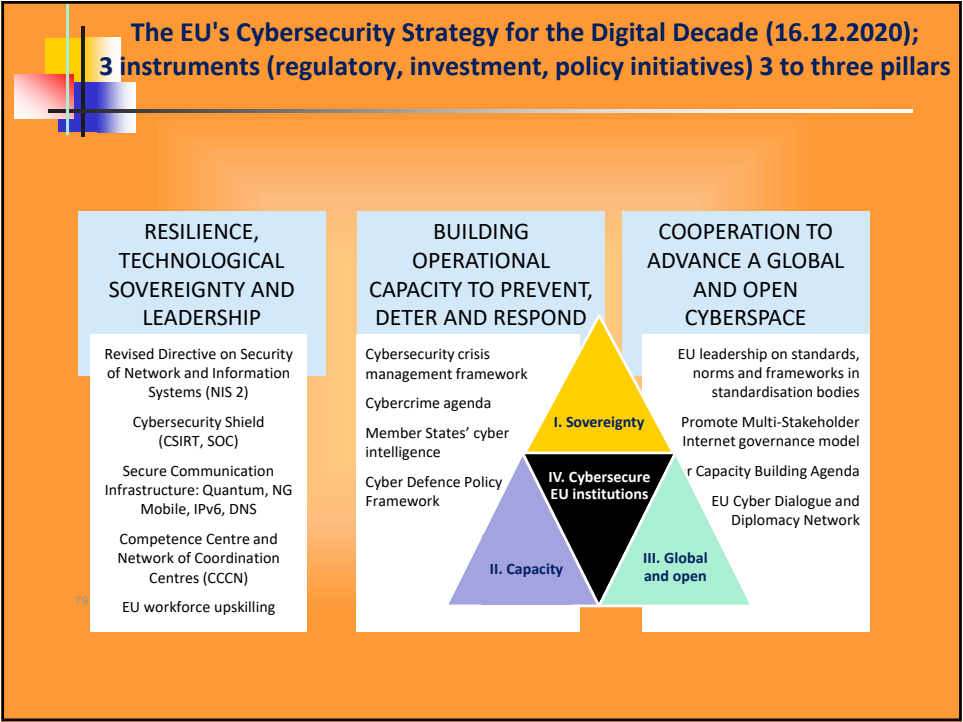 The EU's Cybersecurity Strategy for the Digital Decade (16.12.2020);
3 instruments (regulatory, investment, policy initiatives) 3 to three pillars
RESILIENCE,
TECHNOLOGICAL
SOVEREIGNTY AND
LEADERSHIP
Revised Directive on Security
of Network and Information
Systems (NIS 2)
Cybersecurity Shield
(CSIRT, SOC)
Secure Communication
Infrastructure: Quantum, NG
Mobile, IPv6, DNS
Competence Centre and
Network of Coordination
Centres (CCCN)
EU workforce upskilling
BUILDING
OPERATIONAL
CAPACITY TO PREVENT,
DETER AND RESPOND
Cybersecurity crisis
management framework
Cybercrime agenda
Member States’ cyber
intelligence
Cyber Defence Policy
Framework
COOPERATION TO
ADVANCE A GLOBAL
AND OPEN
CYBERSPACE
EU leadership on standards,
norms and frameworks in
standardisation bodies
Promote Multi-Stakeholder
Internet governance model
r Capacity Building Agenda
EU Cyber Dialogue and
Diplomacy Network
I. Sovereignty
IV. Cybersecure
EU institutions
II. Capacity
III. Global
and open
79